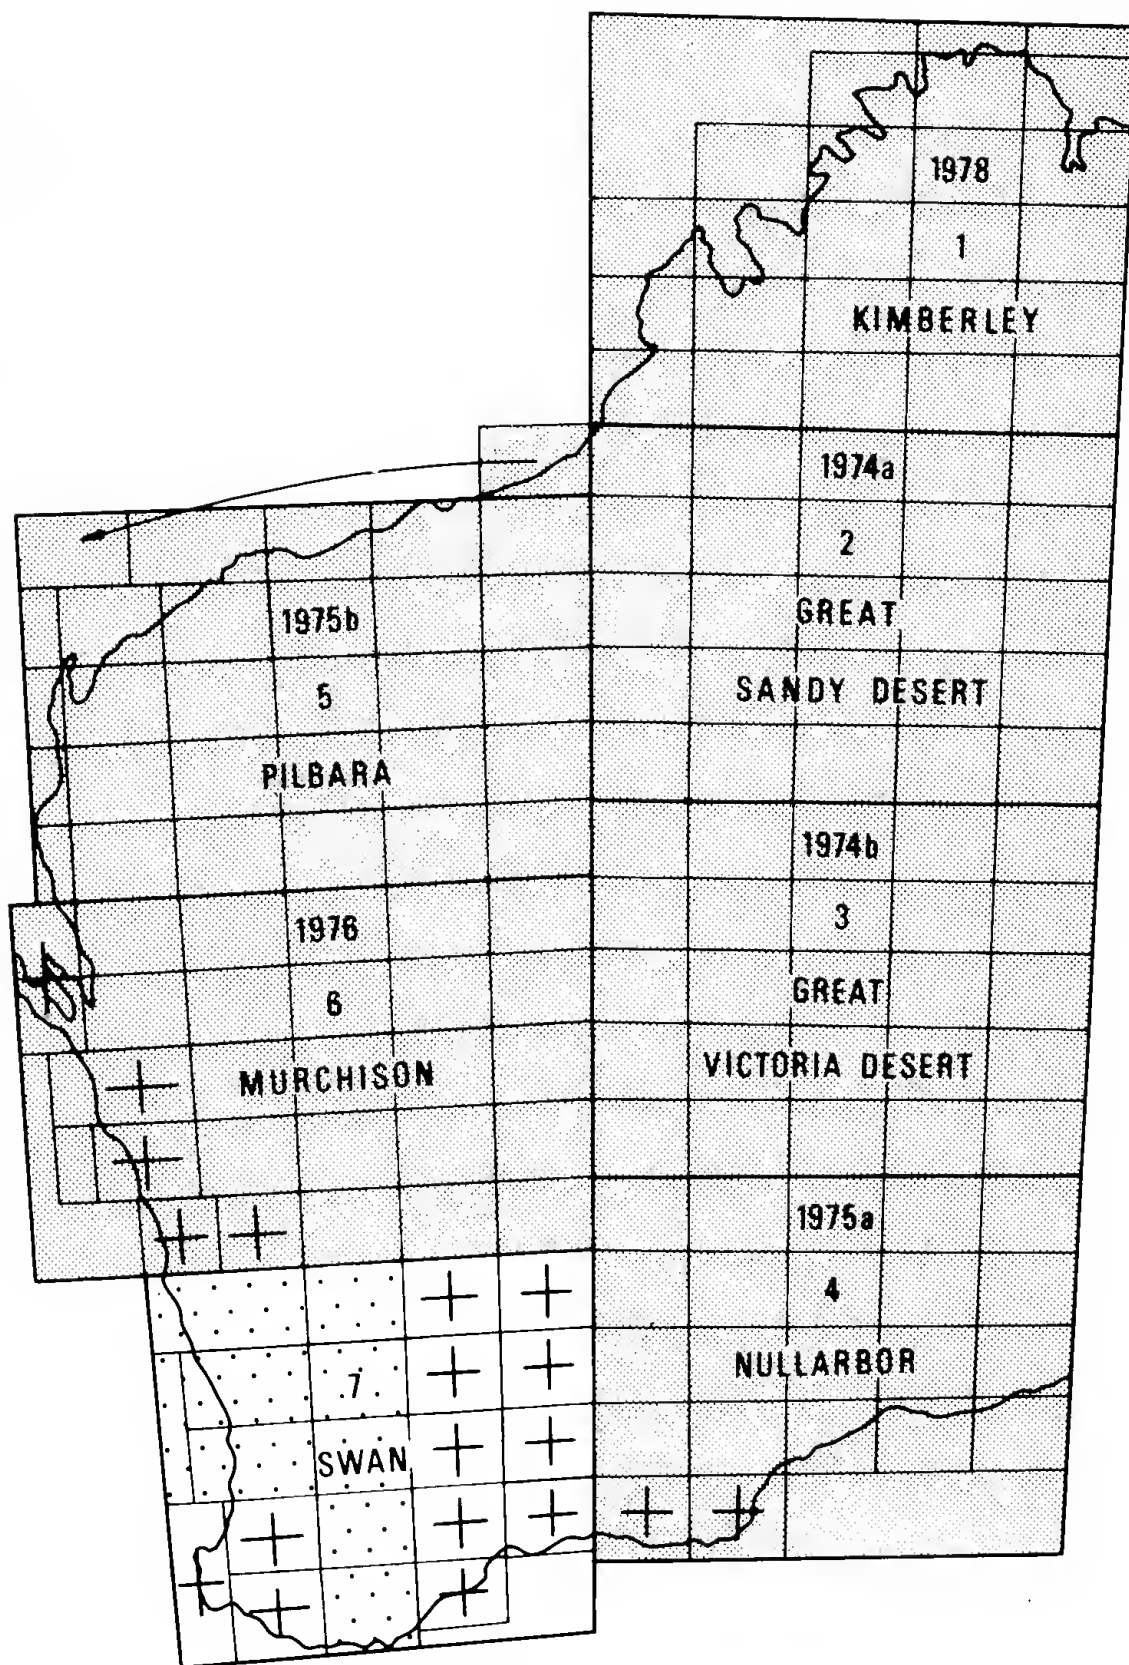 1978
1
KIMBERLEY
1974a
2
GREAT
SANDY DESERT
1975b
5
PILBARA
1974b
3
GREAT
VICTORIA DESERT
1976
6
MURCHISON
1975a
4
NULLARBOR
7
SWAN